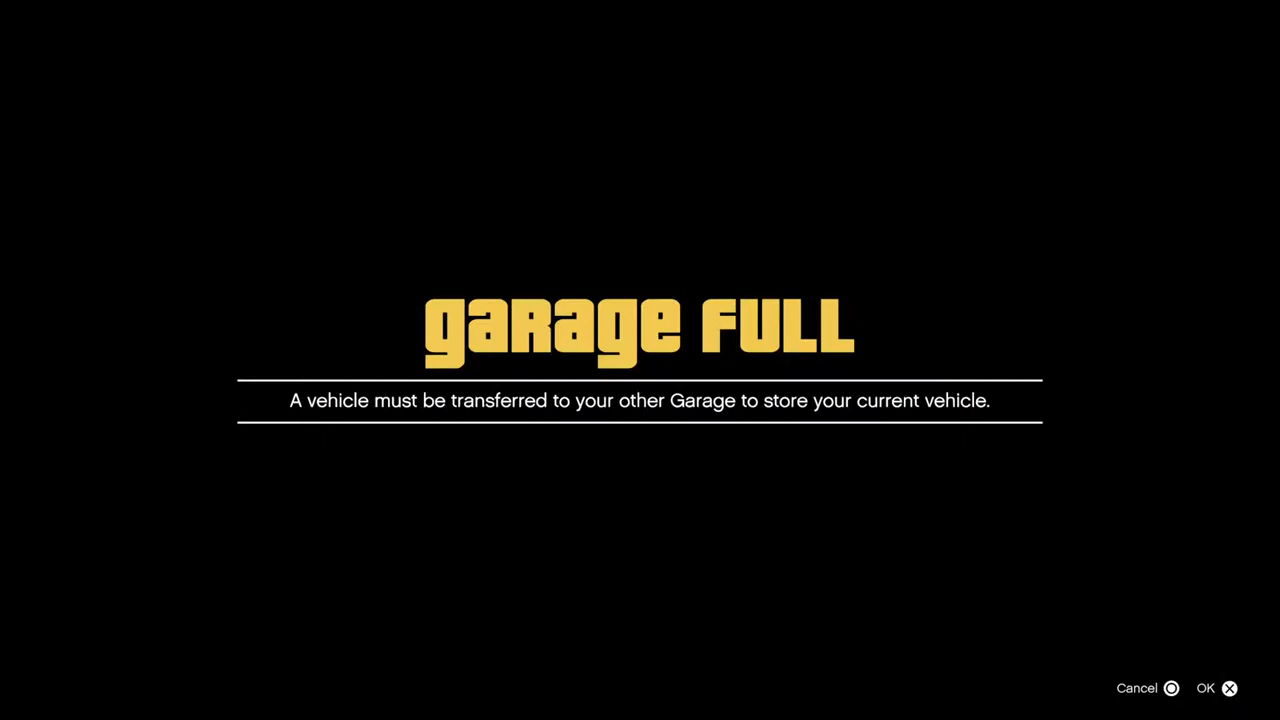 garage FULL
A vehicle must be transferred to your other Garage to store your current vehicle.
Cancel OK